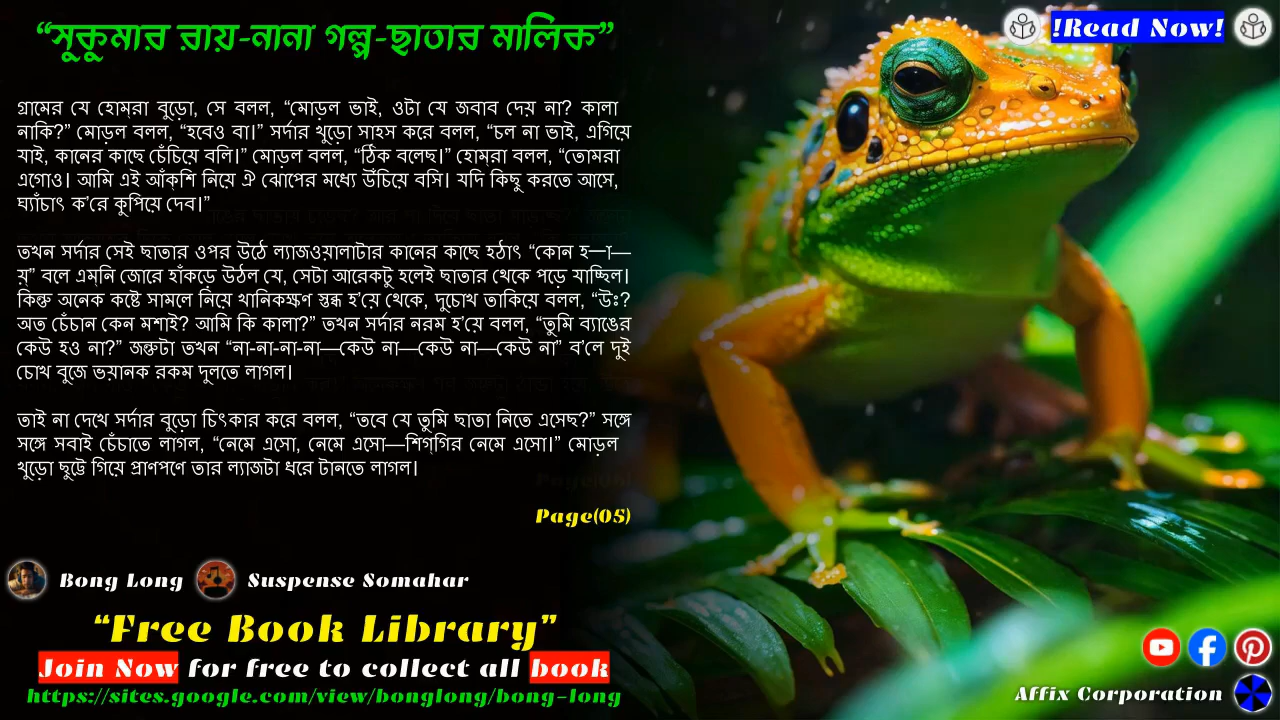 “সুকুমার রায়-নানা গল্প-ছাতার মালিক”
!Read Now!
গ্রামের যে হোম্‌রা বুড়ো, সে বলল, “মোড়ল ভাই, ওটা যে জবাব দেয় না? কালা
নাকি?” মোড়ল বলল, “হবেও বা।” সর্দার খুড়ো সাহস করে বলল, “চল না ভাই, এগিয়ে
যাই, কানের কাছে চেঁচিয়ে বলি।” মোড়ল বলল, “ঠিক বলেছ।” হোম্‌রা বলল, “তোমরা
এগোও। আমি এই আঁক্‌শি নিয়ে ঐ ঝোপের মধ্যে উঁচিয়ে বসি। যদি কিছু করতে আসে,
ঘ্যাঁচাৎ ক’রে কুপিয়ে দেব।”
তখন সর্দার সেই ছাতার ওপর উঠে ল্যাজওয়ালাটার কানের কাছে হঠাৎ “কোন হ—া—
য়্” বলে এম্‌নি জোরে হাঁকড়ে উঠল যে, সেটা আরেকটু হলেই ছাতার থেকে পড়ে যাচ্ছিল।
কিন্তু অনেক কষ্টে সামলে নিয়ে খানিকক্ষণ স্তব্ধ হ’য়ে থেকে, দুচোখ তাকিয়ে বলল, “উঃ?
অত চেঁচান কেন মশাই? আমি কি কালা?” তখন সর্দার নরম হ’য়ে বলল, “তুমি ব্যাঙের
কেউ হও না?” জন্তুটা তখন “না-না-না-না—কেউ না—কেউ না—কেউ না” ব’লে দুই
চোখ বুজে ভয়ানক রকম দুলতে লাগল।
তাই না দেখে সর্দার বুড়ো চিৎকার করে বলল, “তবে যে তুমি ছাতা নিতে এসেছ?” সঙ্গে
সঙ্গে সবাই চেঁচাতে লাগল, “নেমে এসো, নেমে এসো—শিগ্‌গির নেমে এসো।” মোড়ল
খুড়ো ছুট্টে গিয়ে প্রাণপণে তার ল্যাজটা ধরে টানতে লাগল।
Page(05)
Bong Long Suspense Somahar
“Free Book Library”
Join Now for free to collect all book
https://sites.google.com/view/bonglong/bong-long
Affix Corporation